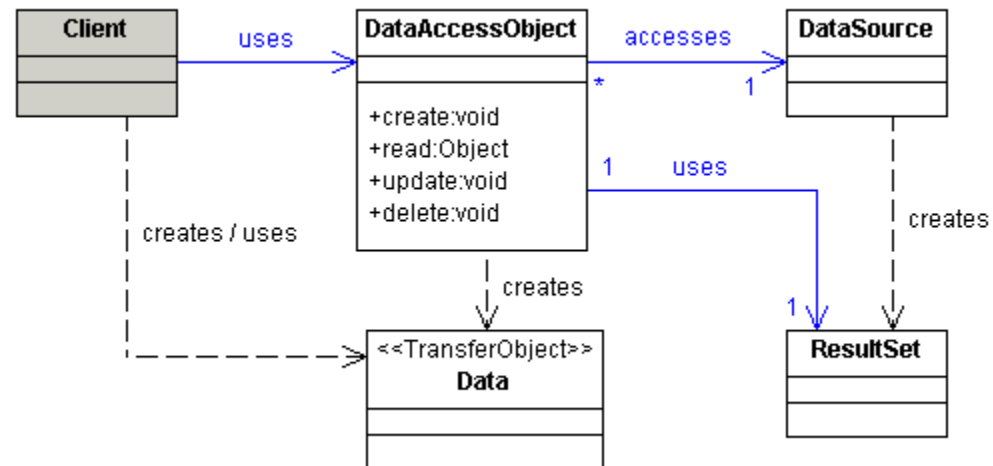 Client
uses
DataAccessObject
accesses
DataSource
*
1
+create:void
+read:Object
+update:void
+delete:void
1
uses
creates / uses
creates
creates
1
<<TransferObject>>
Data
ResultSet